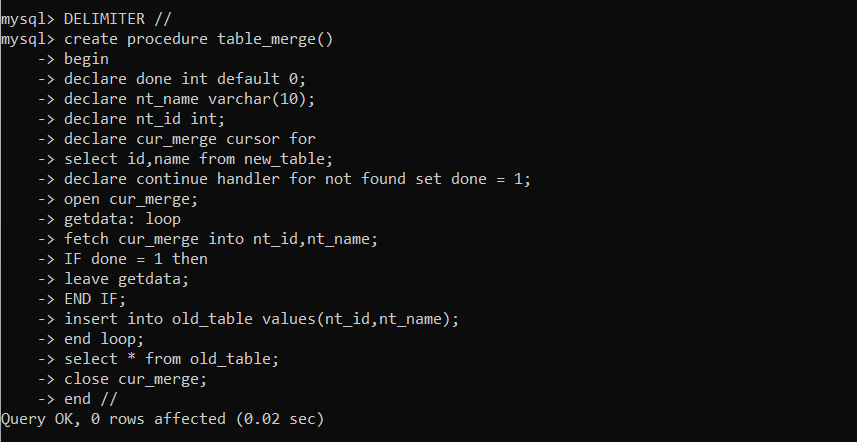 mysql> DELIMITER //
mysql> create procedure table_merge()
    -> begin
    -> declare done int default 0;
    -> declare nt_name varchar(10);
    -> declare nt_id int;
    -> declare cur_merge cursor for
    -> select id,name from new_table;
    -> declare continue handler for not found set done = 1;
    -> open cur_merge;
    -> getdata: loop
    -> fetch cur_merge into nt_id,nt_name;
    -> IF done = 1 then
    -> leave getdata;
    -> END IF;
    -> insert into old_table values(nt_id,nt_name);
    -> end loop;
    -> select * from old_table;
    -> close cur_merge;
    -> end //
Query OK, 0 rows affected (0.02 sec)